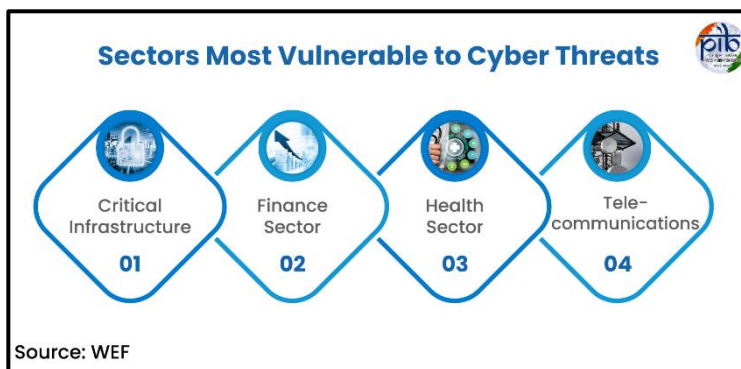 Sectors Most Vulnerable to Cyber Threats
pib
Critical
Infrastructure
01
Finance
Sector
02
Health
Sector
03
Tele-
communications
04
Source: WEF